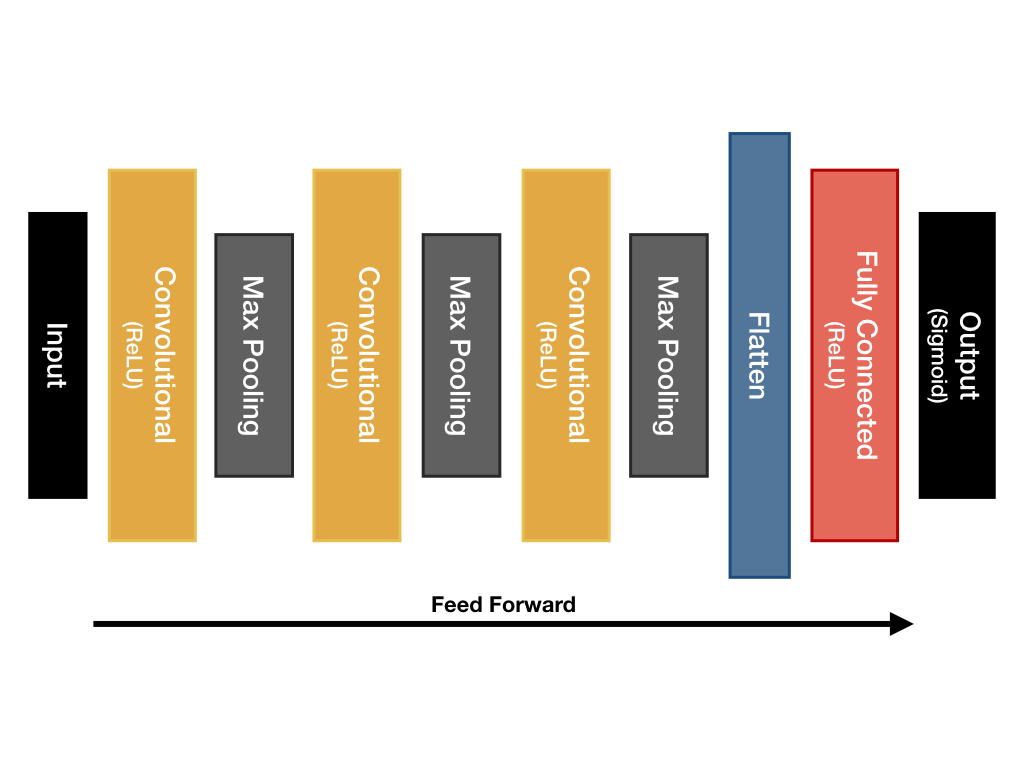 Input
Convolutional
(ReLU)
Max Pooling
Convolutional
(ReLU)
Max Pooling
Convolutional
(ReLU)
Max Pooling
Flatten
Fully Connected
(ReLU)
Output
(Sigmoid)
Feed Forward